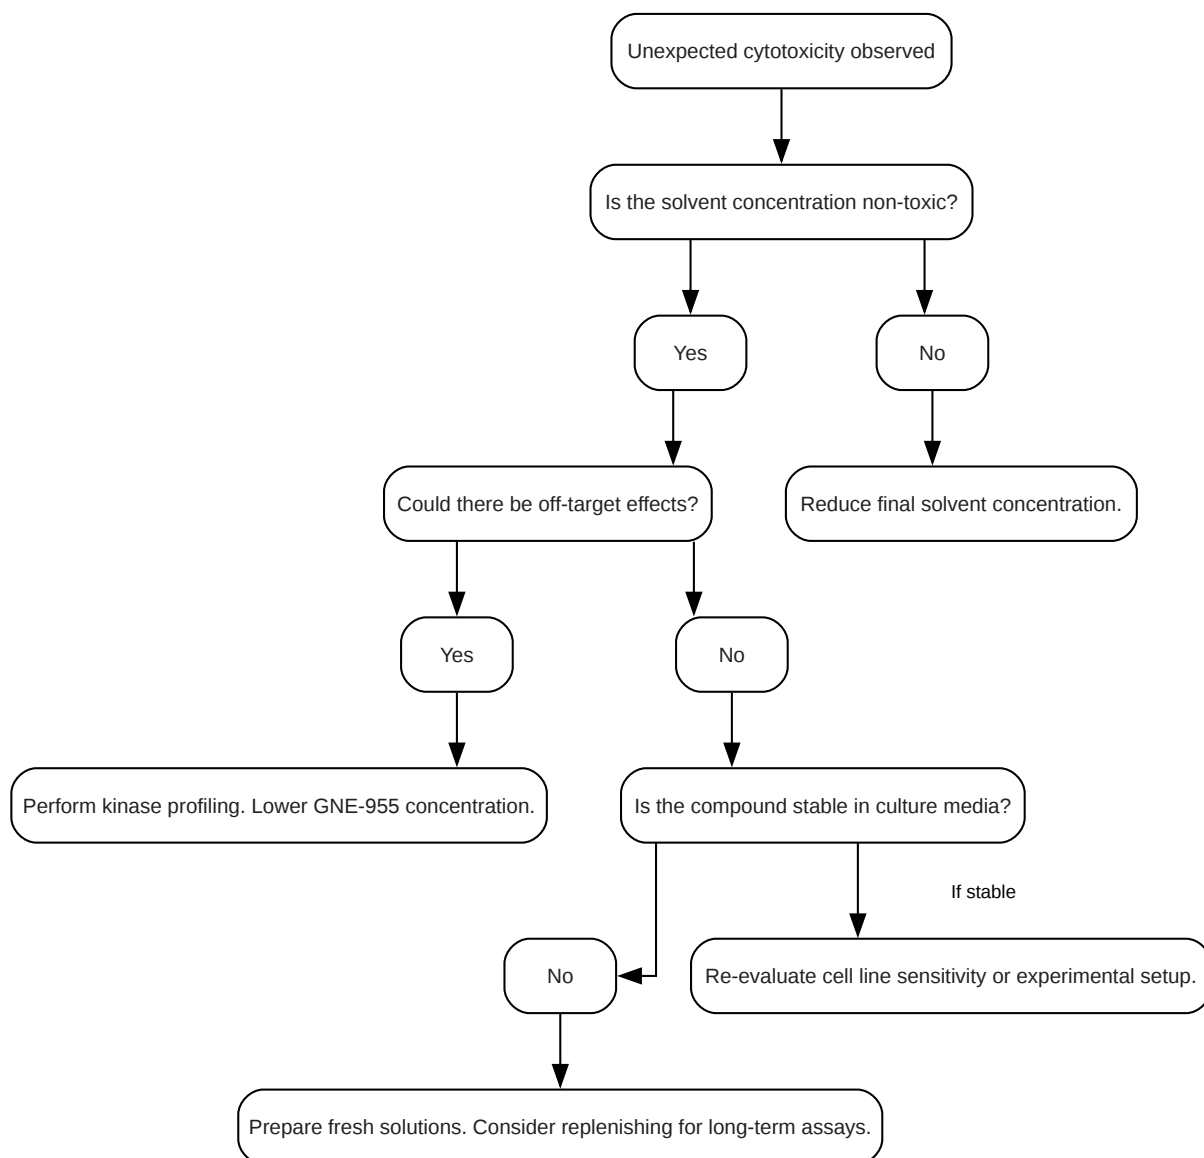 Unexpected cytotoxicity observed
Is the solvent concentration non-toxic?
Yes
No
Could there be off-target effects?
Reduce final solvent concentration.
Yes
No
Perform kinase profiling. Lower GNE-955 concentration.
Is the compound stable in culture media?
If stable
No
Re-evaluate cell line sensitivity or experimental setup.
Prepare fresh solutions. Consider replenishing for long-term assays.